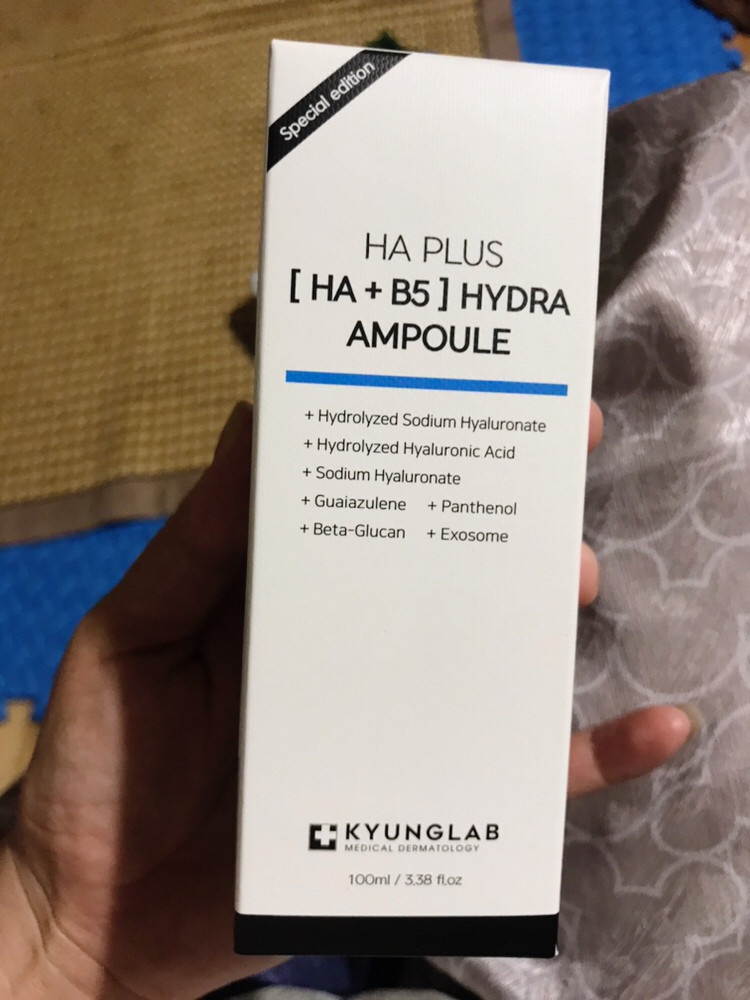 Special edition
HA PLUS
[ HA + B5 ] HYDRA
AMPOULE
+ Hydrolyzed Sodium Hyaluronate
+ Hydrolyzed Hyaluronic Acid
+ Sodium Hyaluronate
+ Guaiazulene + Panthenol
+ Beta-Glucan + Exosome
KYUNGLAB
MEDICAL DERMATOLOGY
100ml / 3.38 fl.oz